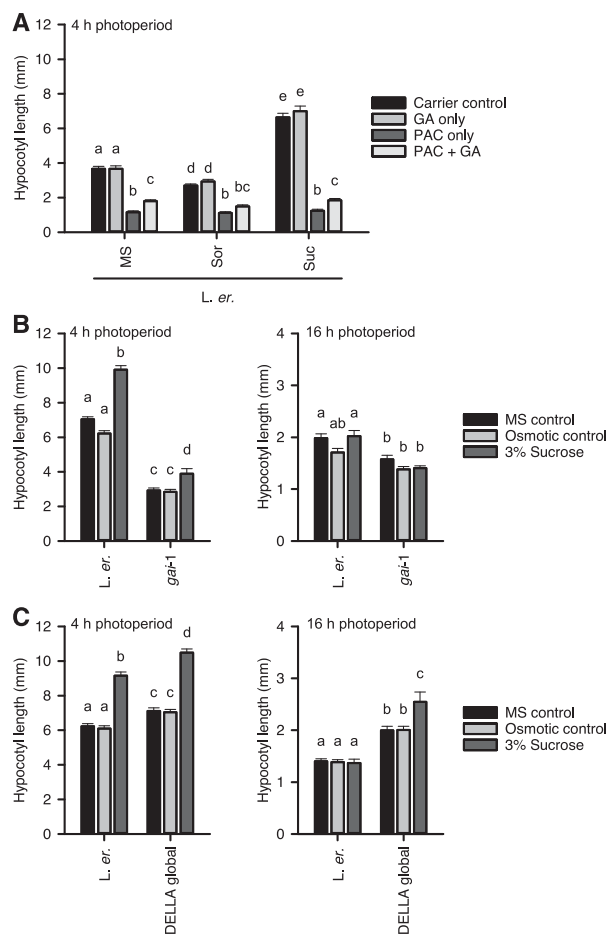 A
4 h photoperiod
Hypocotyl length (mm)
12
10
8
6
4
2
0
a a b c
d d b bc
e e b c
MS
Sor
Suc
L. er.
Carrier control
GA only
PAC only
PAC + GA
B
4 h photoperiod
Hypocotyl length (mm)
12
10
8
6
4
2
0
a a b
c c d
L. er.
gai-1
16 h photoperiod
Hypocotyl length (mm)
4
3
2
1
0
a ab a
b b b
L. er.
gai-1
MS control
Osmotic control
3% Sucrose
C
4 h photoperiod
Hypocotyl length (mm)
12
10
8
6
4
2
0
a a b
c c d
L. er.
DELLA global
16 h photoperiod
Hypocotyl length (mm)
4
3
2
1
0
a a a
b b c
L. er.
DELLA global
MS control
Osmotic control
3% Sucrose